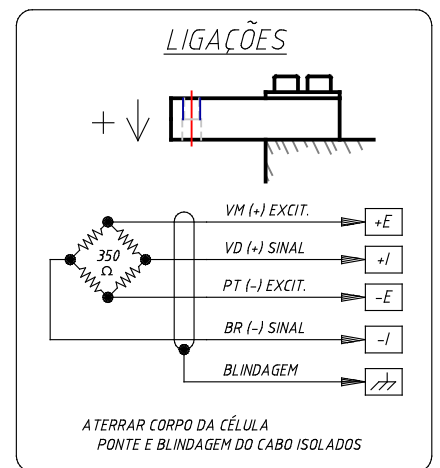 LIGAÇÕES
+
VM (+) EXCIT. +E
350 Ω
VD (+) SINAL +I
PT (-) EXCIT. -E
BR (-) SINAL -I
BLINDAGEM
ATERRAR CORPO DA CÉLULA
PONTE E BLINDAGEM DO CABO ISOLADOS